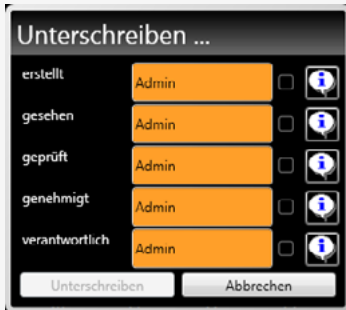 Unterschreiben ...
erstellt Admin
gesehen Admin
geprüft Admin
genehmigt Admin
verantwortlich Admin
Unterschreiben Abbrechen